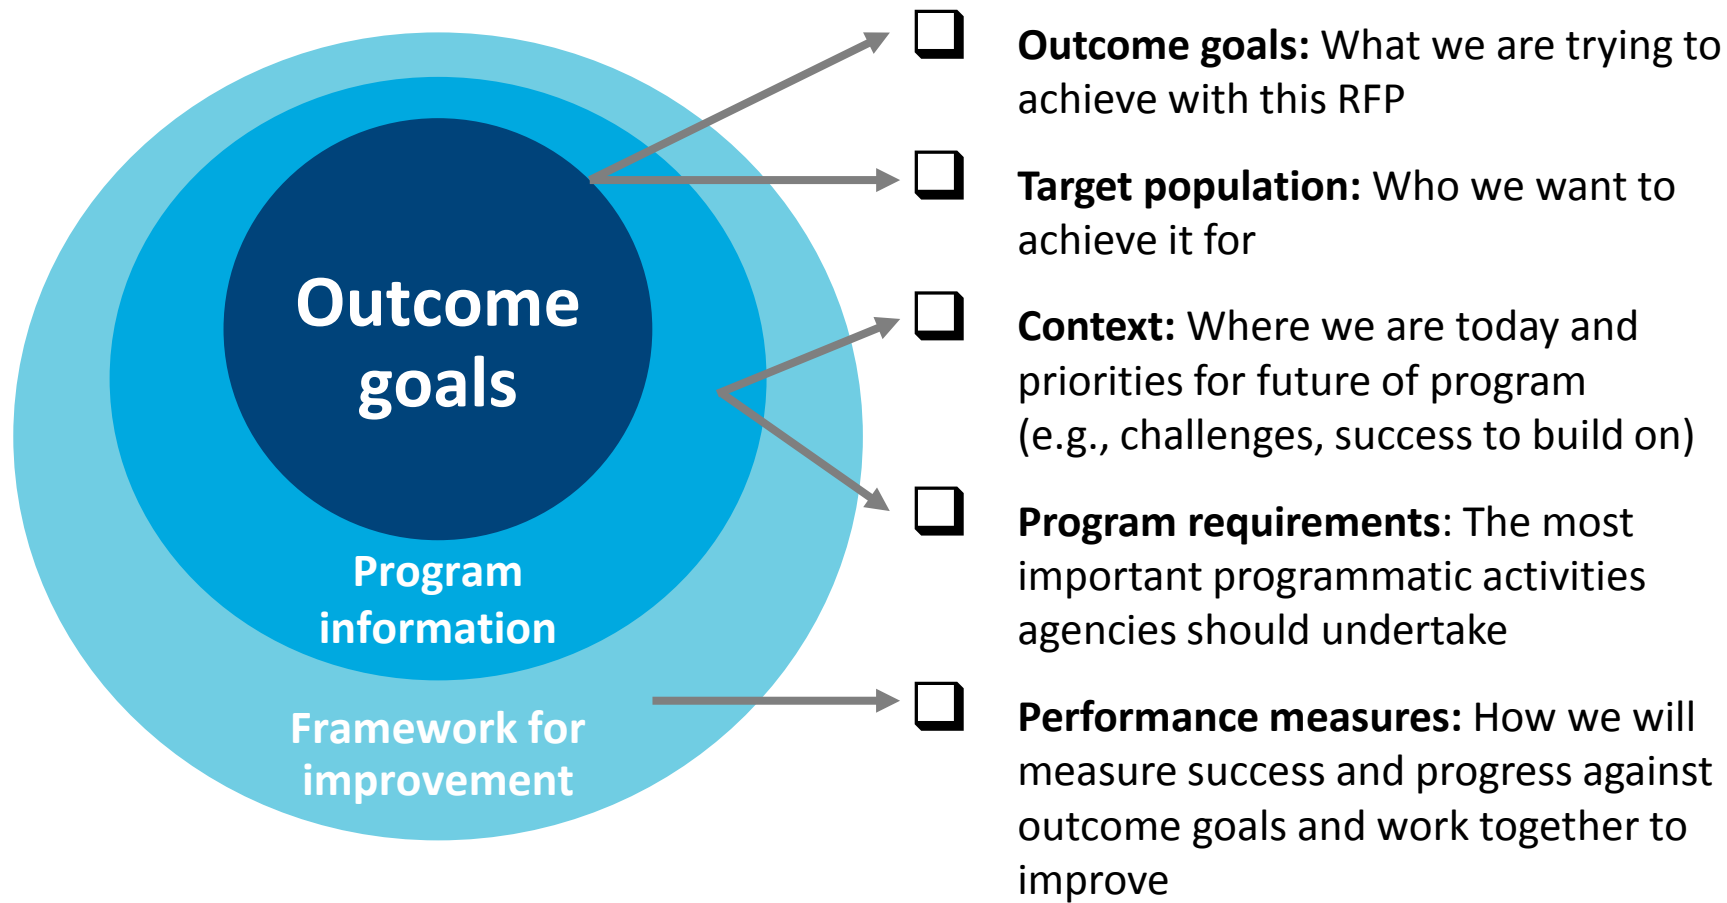 Outcome
goals
Program
information
Framework for
improvement
Outcome goals: What we are trying to
achieve with this RFP
Target population: Who we want to
achieve it for
Context: Where we are today and
priorities for future of program
(e.g., challenges, success to build on)
Program requirements: The most
important programmatic activities
agencies should undertake
Performance measures: How we will
measure success and progress against
outcome goals and work together to
improve